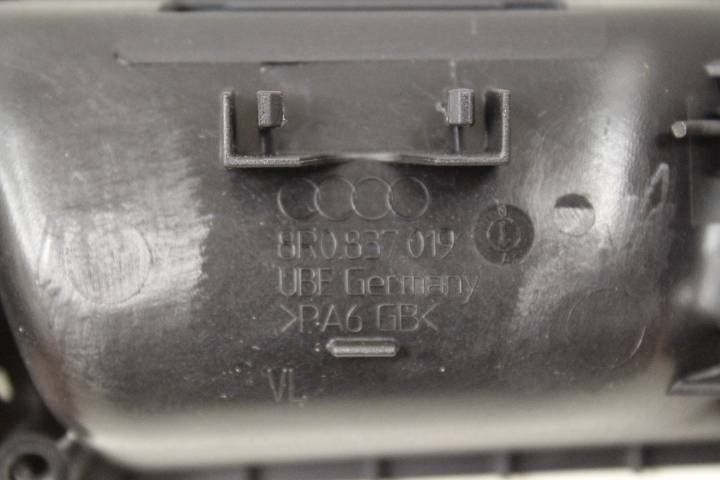 8R0.837 019
UBF Germany
>PA6 GB<
VL